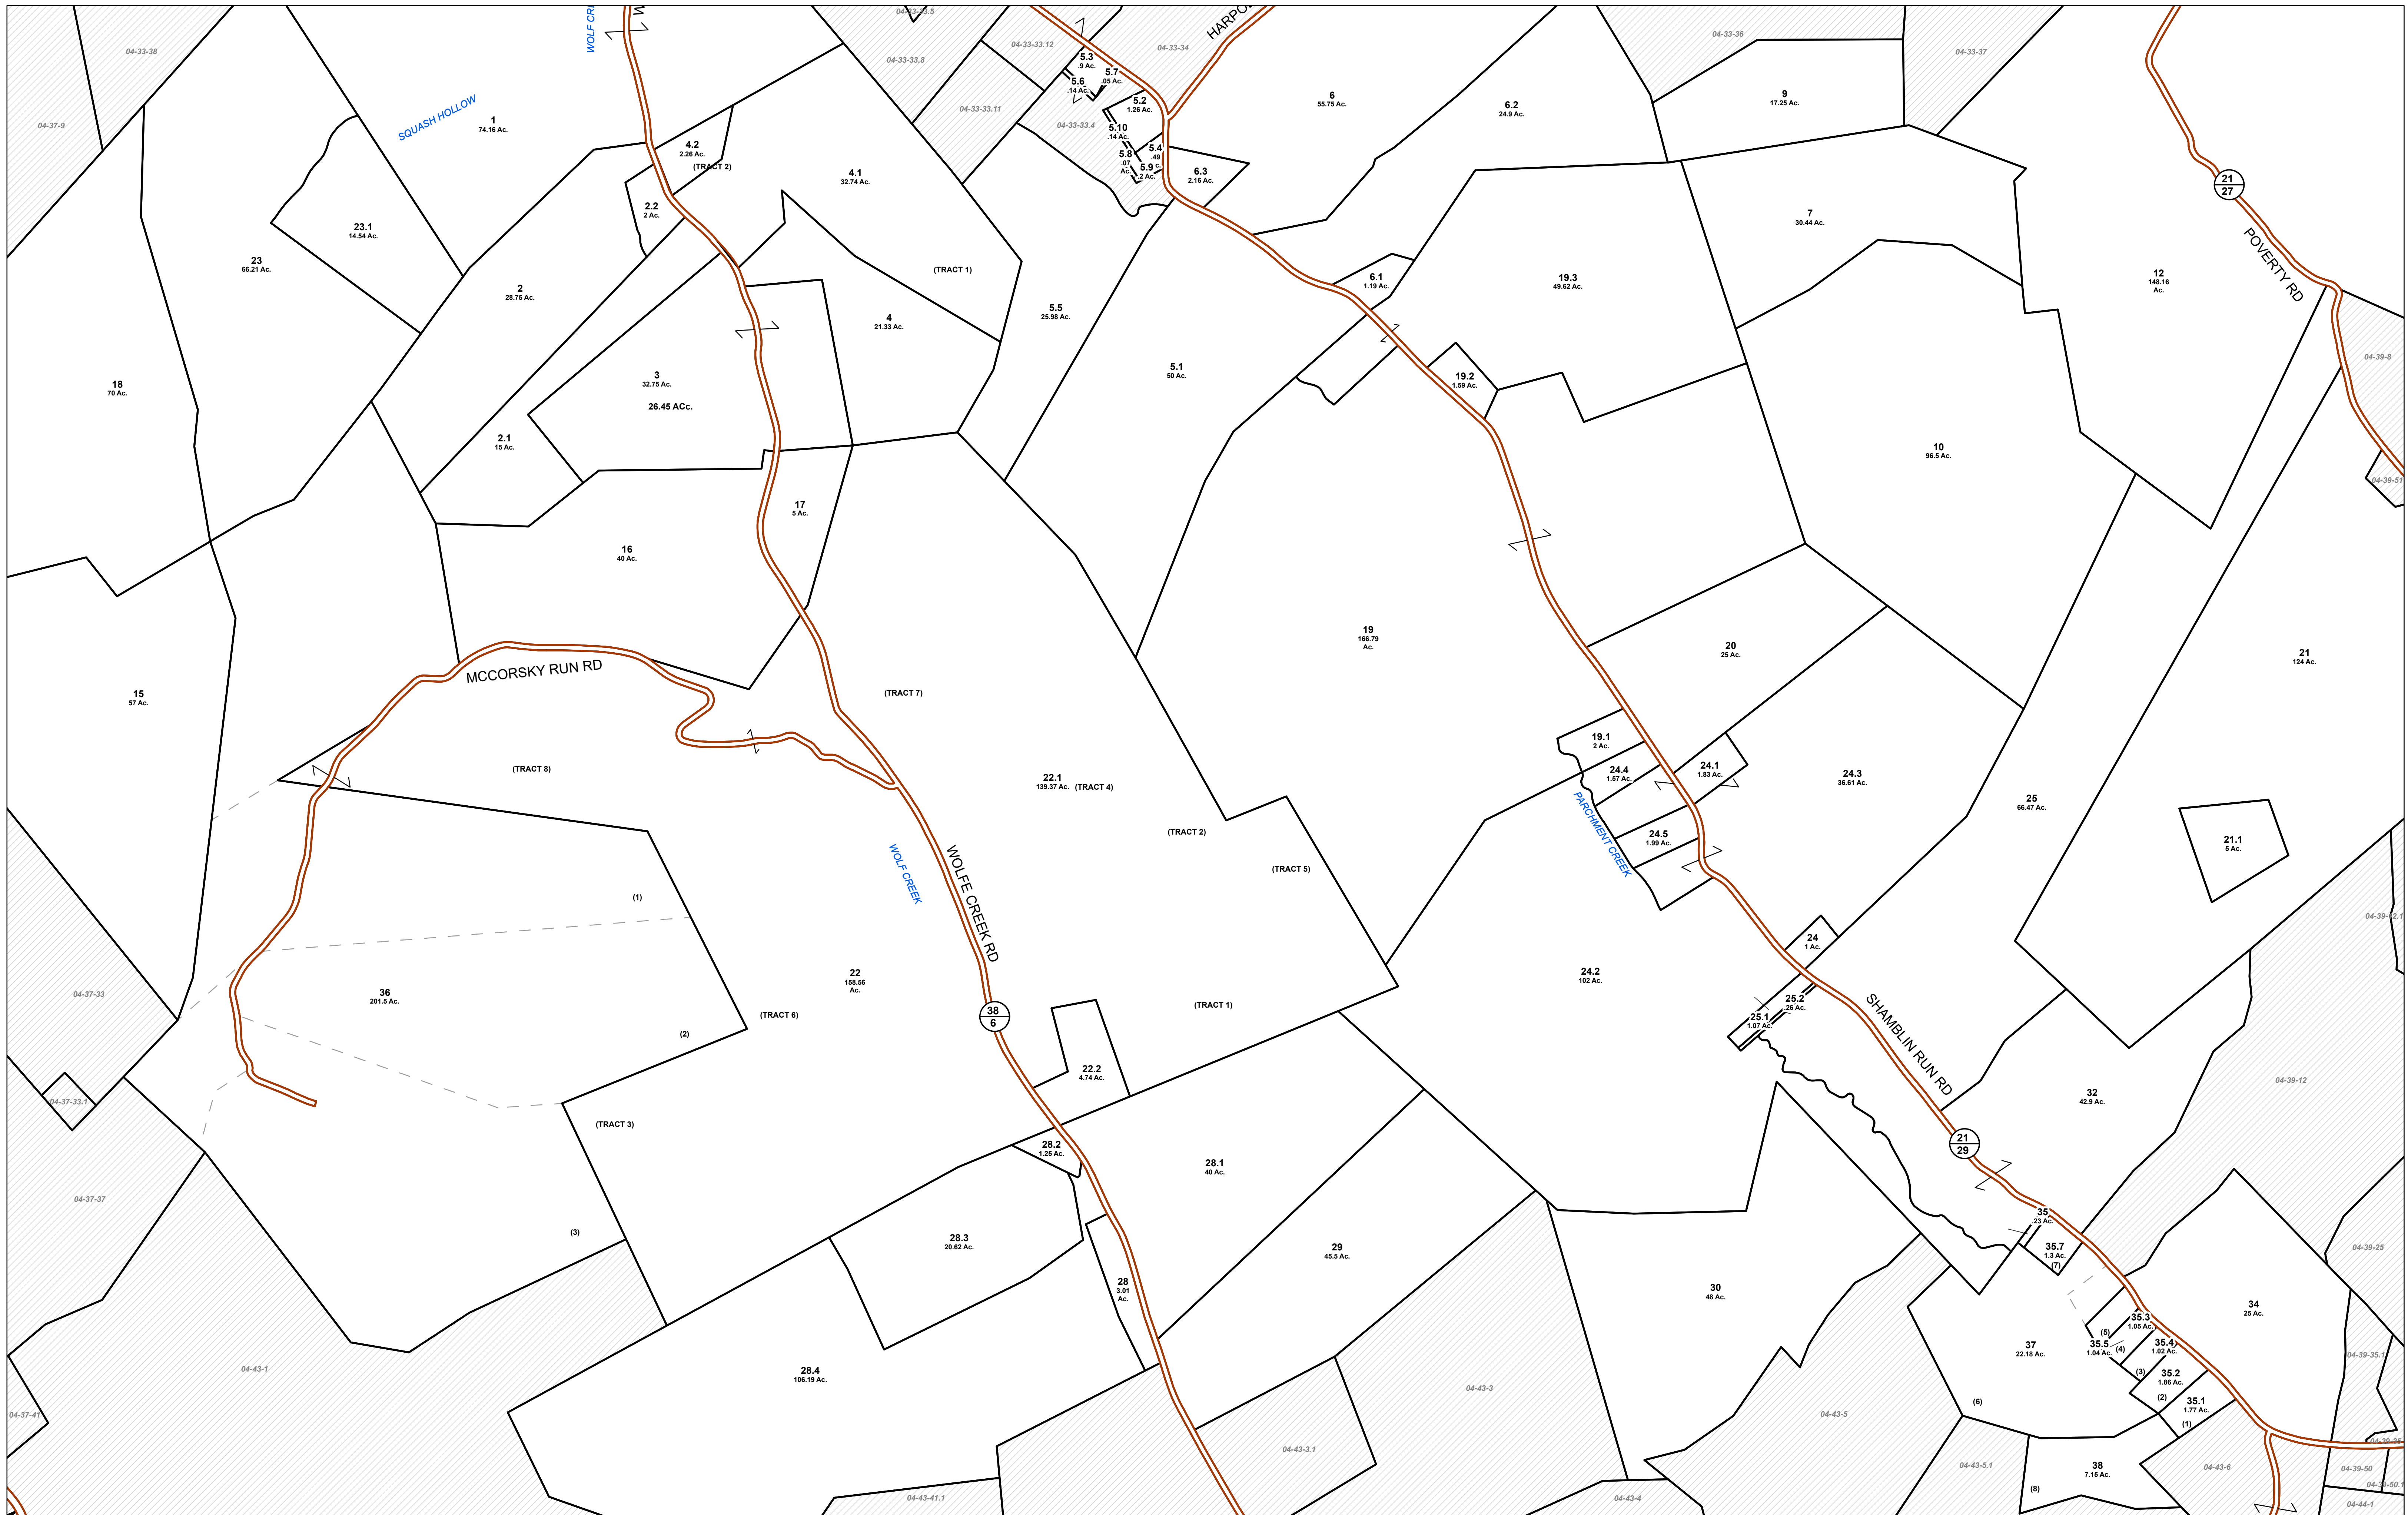 04-33-38
04-37-9
SQUASH HOLLOW
1
74.16 Ac.
WOLF CRE
04-33-33.5
04-33-33.8
04-33-33.12
04-33-33.11
04-33-34
HARPO
04-33-33.4
5.3
.9 Ac.
5.6
.14 Ac.
5.7
.05 Ac.
5.2
1.26 Ac.
5.10
.14 Ac.
5.4
.49
5.8
.07
Ac.
5.9
.2 Ac.
6.3
2.16 Ac.
6
55.75 Ac.
6.2
24.9 Ac.
04-33-36
04-33-37
9
17.25 Ac.
21
27
POVERTY RD
4.2
2.26 Ac.
(TRACT 2)
4.1
32.74 Ac.
2.2
2 Ac.
23.1
14.54 Ac.
23
66.21 Ac.
2
28.75 Ac.
(TRACT 1)
4
21.33 Ac.
5.5
25.98 Ac.
5.1
50 Ac.
6.1
1.19 Ac.
19.3
49.62 Ac.
7
30.44 Ac.
12
148.16
Ac.
04-39-8
18
70 Ac.
3
32.75 Ac.
26.45 ACc.
2.1
15 Ac.
19.2
1.59 Ac.
10
96.5 Ac.
04-39-51
17
5 Ac.
16
40 Ac.
19
166.79
Ac.
20
25 Ac.
21
124 Ac.
MCCORSKY RUN RD
15
57 Ac.
(TRACT 7)
(TRACT 8)
22.1
139.37 Ac.
(TRACT 4)
(TRACT 2)
(TRACT 5)
19.1
2 Ac.
24.4
1.57 Ac.
24.1
1.83 Ac.
24.3
36.61 Ac.
25
66.47 Ac.
PARCHMENT CREEK
24.5
1.99 Ac.
21.1
5 Ac.
WOLF CREEK
WOLFE CREEK RD
(1)
04-39-12.1
24
1 Ac.
24.2
102 Ac.
22
158.56
Ac.
36
201.5 Ac.
04-37-33
(TRACT 6)
(TRACT 1)
38
6
25.2
.26 Ac.
25.1
1.07 Ac.
SHAMBLIN RUN RD
(2)
22.2
4.74 Ac.
32
42.9 Ac.
04-39-12
04-37-33.1
(TRACT 3)
28.2
1.25 Ac.
28.1
40 Ac.
21
29
04-37-37
(3)
28.3
20.62 Ac.
29
45.5 Ac.
35
.23 Ac.
35.7
1.3 Ac.
(7)
04-39-25
28
3.01
Ac.
30
48 Ac.
34
25 Ac.
35.3
1.05 Ac.
(5)
35.5
1.04 Ac.
(4)
35.4
1.02 Ac.
37
22.18 Ac.
04-39-35.1
04-43-1
28.4
106.19 Ac.
(3)
35.2
1.86 Ac.
04-43-3
(2)
35.1
1.77 Ac.
(6)
04-43-5
04-37-41
(1)
04-43-3.1
04-43-5.1
38
7.15 Ac.
04-43-6
04-39-50
(8)
04-43-41.1
04-43-4
04-39-50.1
04-44-1